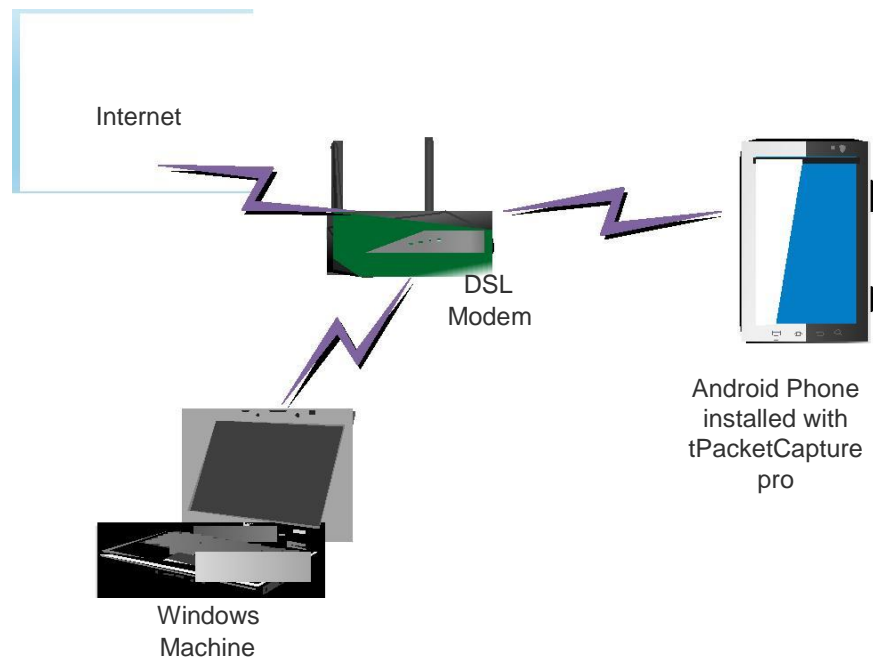 Internet
DSL
Modem
Android Phone
installed with
tPacketCapture
pro
Windows
Machine